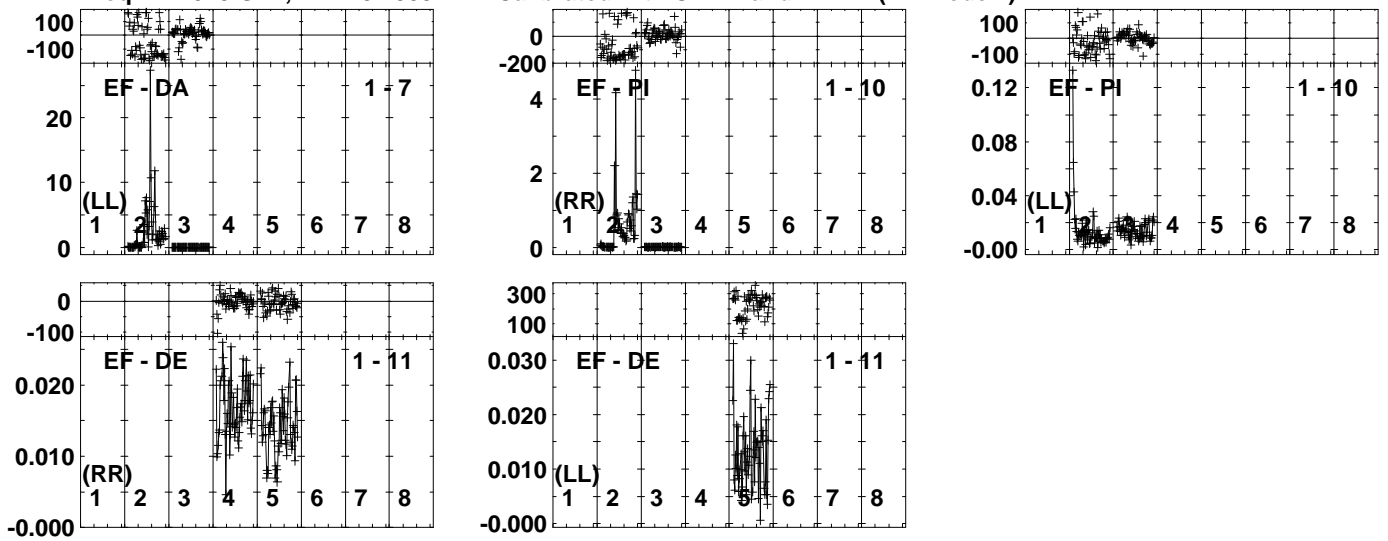 100
-100
EF - DA 1 - 7
20
10
0
(LL)
1 2 3 4 5 6 7 8
0
-200
EF - PI 1 - 10
4
2
0
(RR)
1 2 3 4 5 6 7 8
100
-100
EF - PI 1 - 10
0.12
0.08
0.04
-0.00
(LL)
1 2 3 4 5 6 7 8
0
-100
EF - DE 1 - 11
0.020
0.010
-0.000
(RR)
1 2 3 4 5 6 7 8
300
100
EF - DE 1 - 11
0.030
0.020
0.010
-0.000
(LL)
1 2 3 4 5 6 7 8